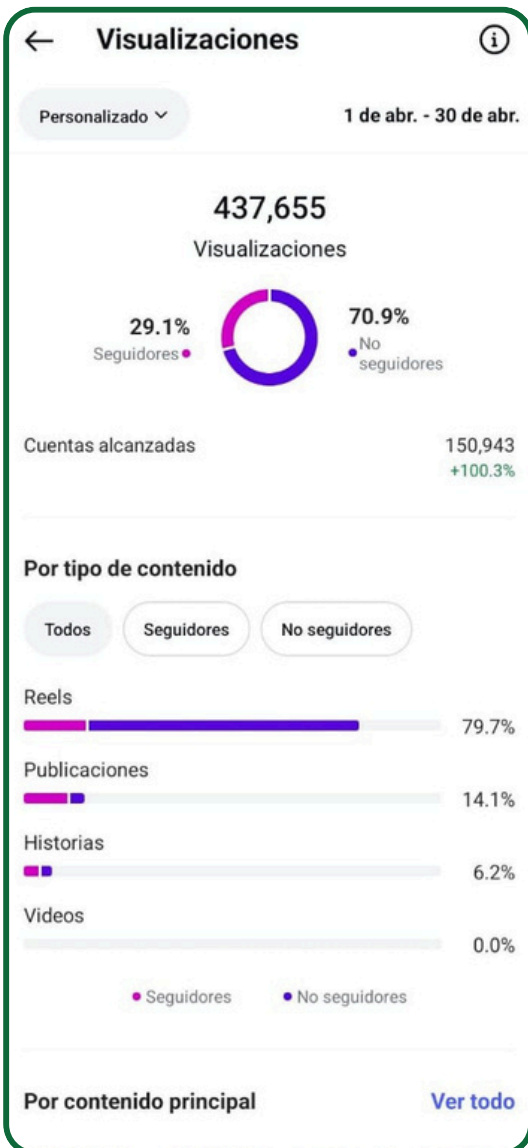 Visualizaciones
Personalizado
1 de abr. - 30 de abr.
437,655
Visualizaciones
29.1%
Seguidores
70.9%
No
seguidores
Cuentas alcanzadas
150,943
+100.3%
Por tipo de contenido
Todos
Seguidores
No seguidores
Reels
79.7%
Publicaciones
14.1%
Historias
6.2%
Videos
0.0%
Seguidores
No seguidores
Por contenido principal
Ver todo